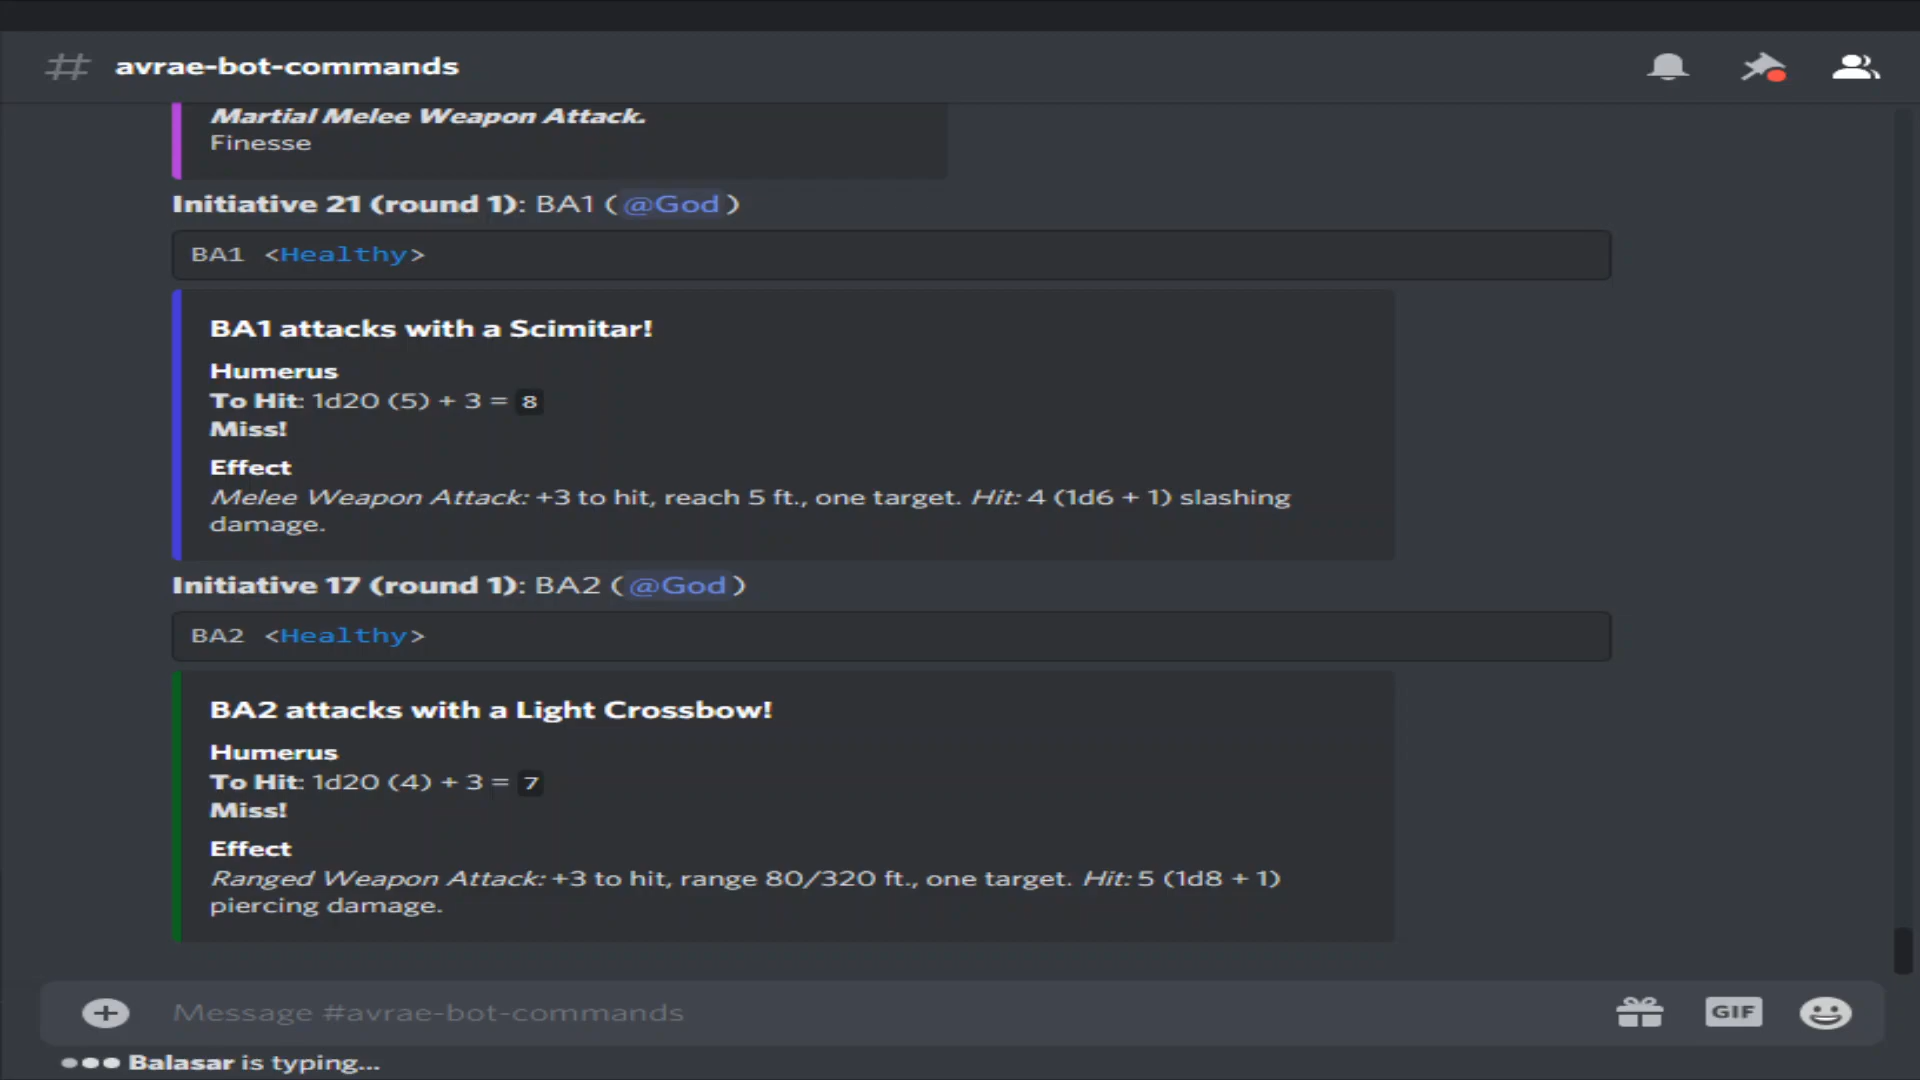 # avrae-bot-commands
Martial Melee Weapon Attack.
Finesse
Initiative 21 (round 1): BA1 (@God)
BA1 <Healthy>
BA1 attacks with a Scimitar!
Humerus
To Hit: 1d20 (5) + 3 = 8
Miss!
Effect
Melee Weapon Attack: +3 to hit, reach 5 ft., one target. Hit: 4 (1d6 + 1) slashing
damage.
Initiative 17 (round 1): BA2 (@God)
BA2 <Healthy>
BA2 attacks with a Light Crossbow!
Humerus
To Hit: 1d20 (4) + 3 = 7
Miss!
Effect
Ranged Weapon Attack: +3 to hit, range 80/320 ft., one target. Hit: 5 (1d8 + 1)
piercing damage.
Message #avrae-bot-commands
GIF
Balasar is typing...